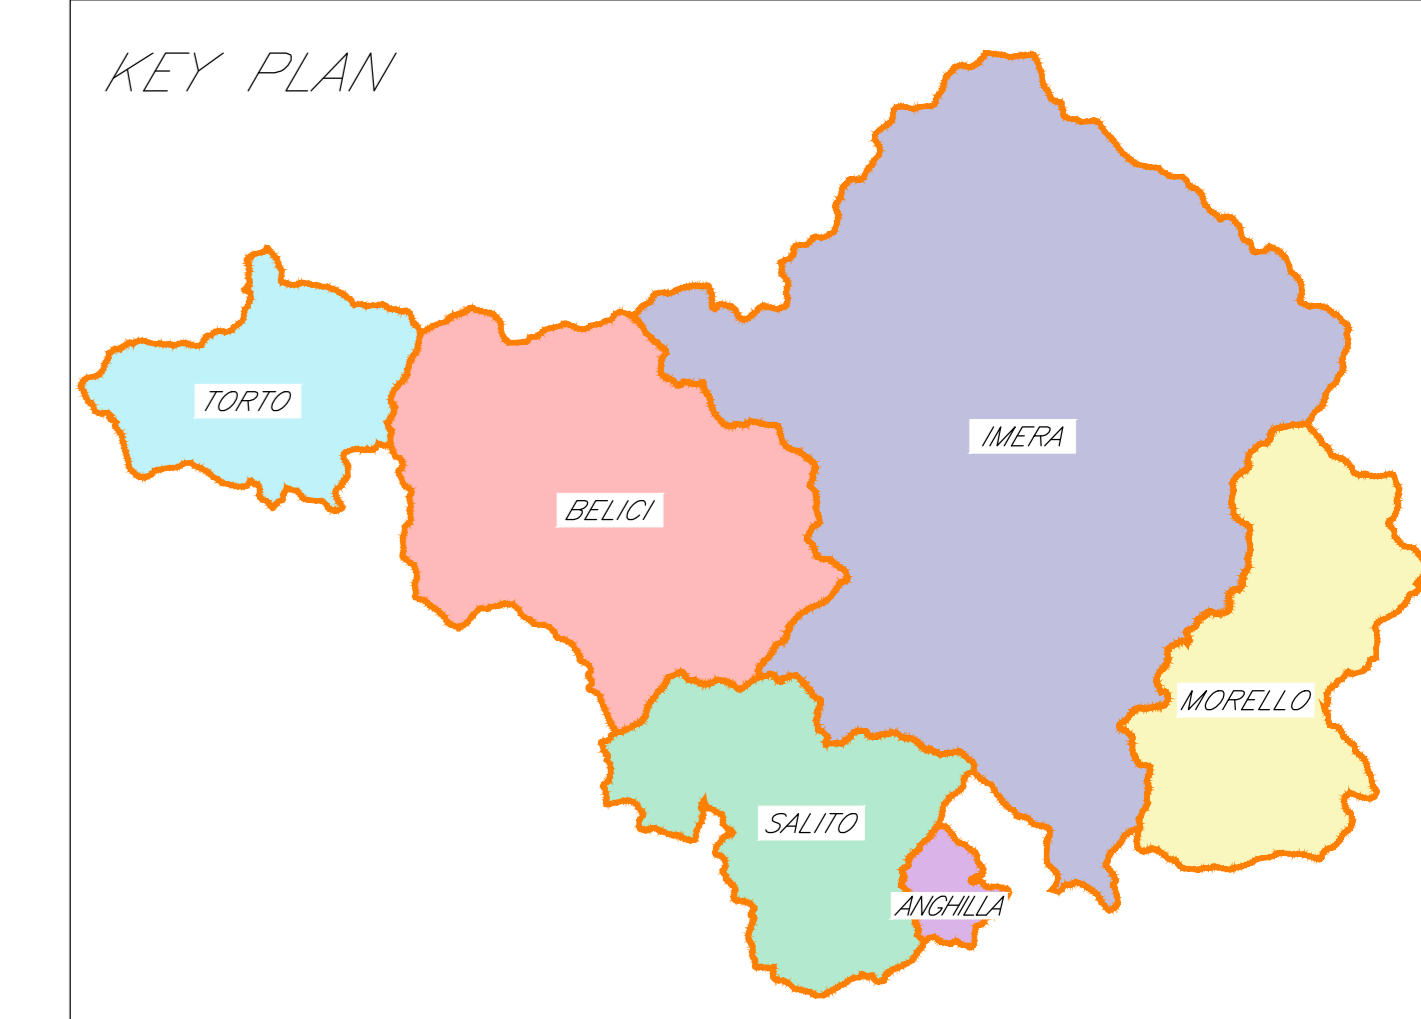 KEY PLAN
TORTO
IMERA
BELICI
MORELLO
SALITO
ANGHILLA